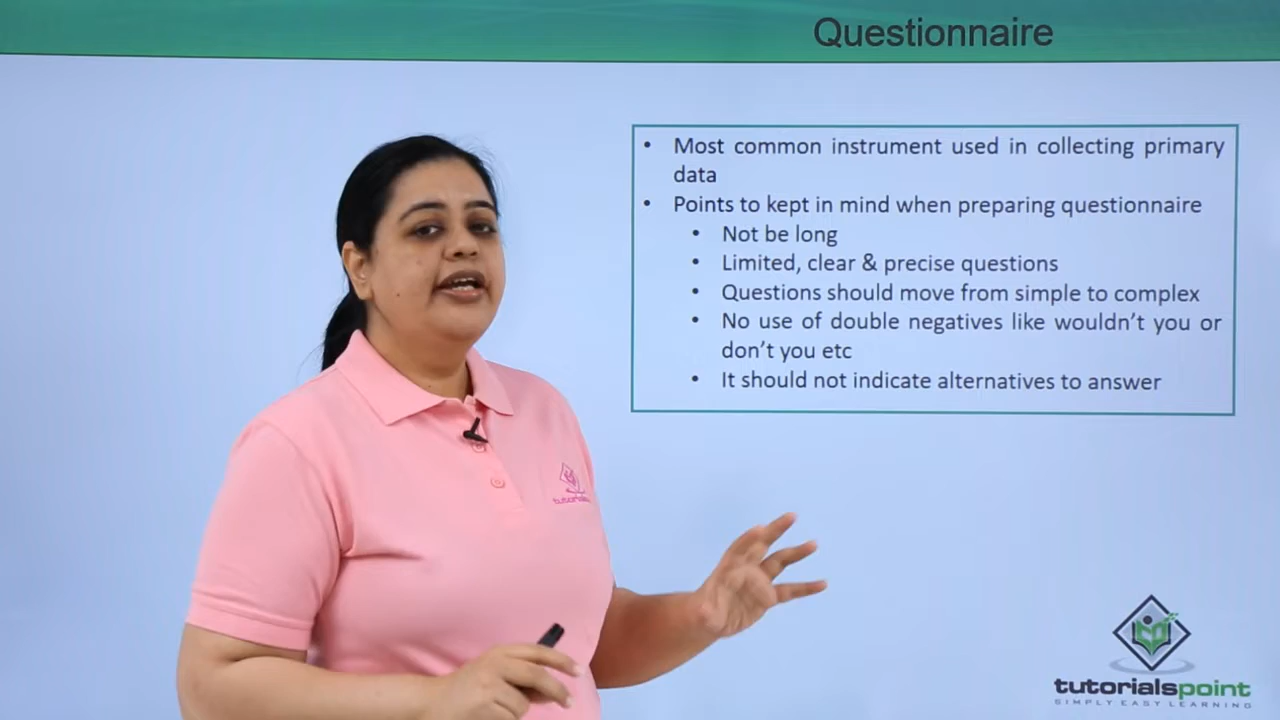 Questionnaire
• Most common instrument used in collecting primary
data
• Points to kept in mind when preparing questionnaire
• Not be long
• Limited, clear & precise questions
• Questions should move from simple to complex
• No use of double negatives like wouldn't you or
don't you etc
• It should not indicate alternatives to answer
tutorialspoint
SIMPLY EASY LEARNING